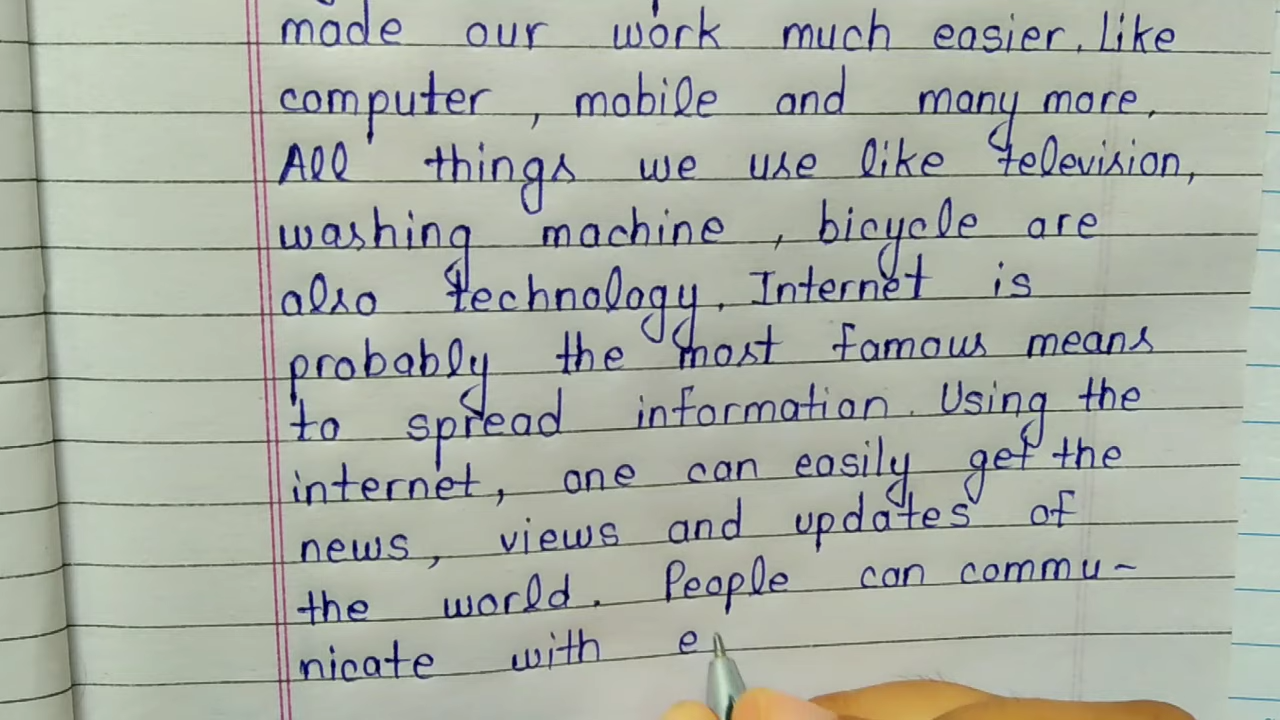 made our work much easier. Like
computer, mobile and many more.
All things we use like television,
washing machine, bicycle are
also technology. Internet is
probably the most famous means
to spread information. Using the
internet, one can easily get the
news, views and updates of
the world. People can commu-
nicate with e